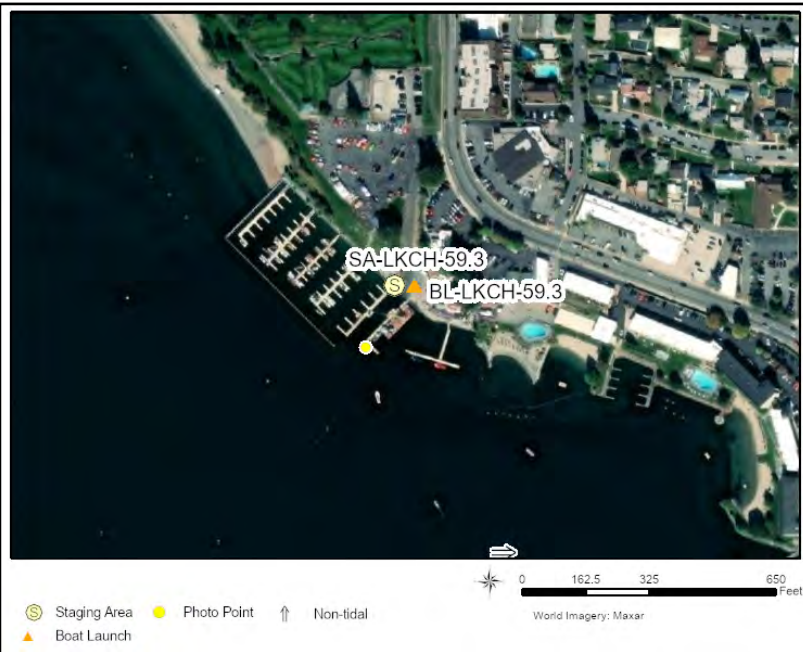 SA-LKCH-59.3
BL-LKCH-59.3
0 162.5 325 650
Feet
World Imagery: Maxar
S Staging Area Photo Point Non-tidal
Boat Launch